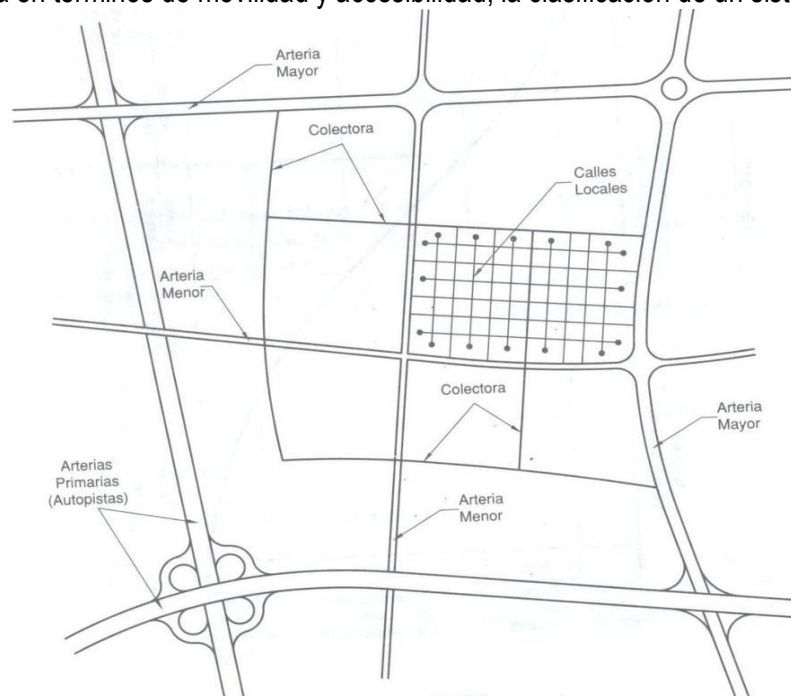 en términos de movilidad y accesibilidad, la clasificación de un
Arteria
Mayor
Colectora
Calles
Locales
Arteria
Menor
Colectora
Arteria
Mayor
Arterias
Primarias
(Autopistas)
Arteria
Menor